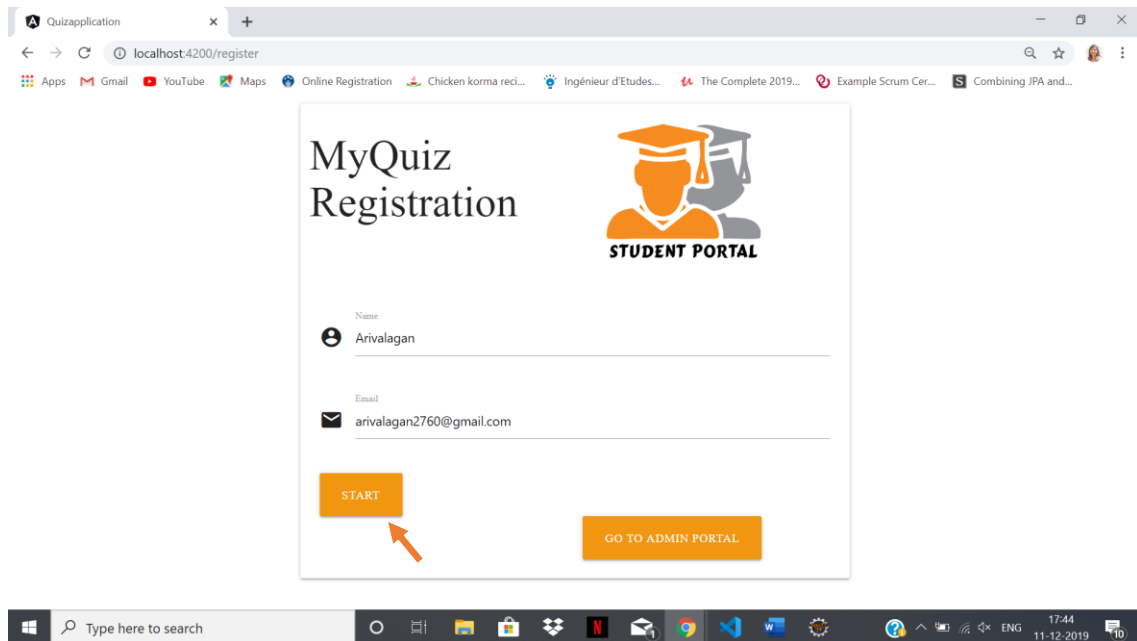 Quizapplication
localhost:4200/register
Apps Gmail YouTube Maps Online Registration Chicken korma reci... Ingénieur d'Etudes... The Complete 2019... Example Scrum Cer... Combining JPA and...
MyQuiz
Registration
STUDENT PORTAL
Name
Arivalagan
Email
arivalagan2760@gmail.com
START
GO TO ADMIN PORTAL
Type here to search
ENG
17:44
11-12-2019
10